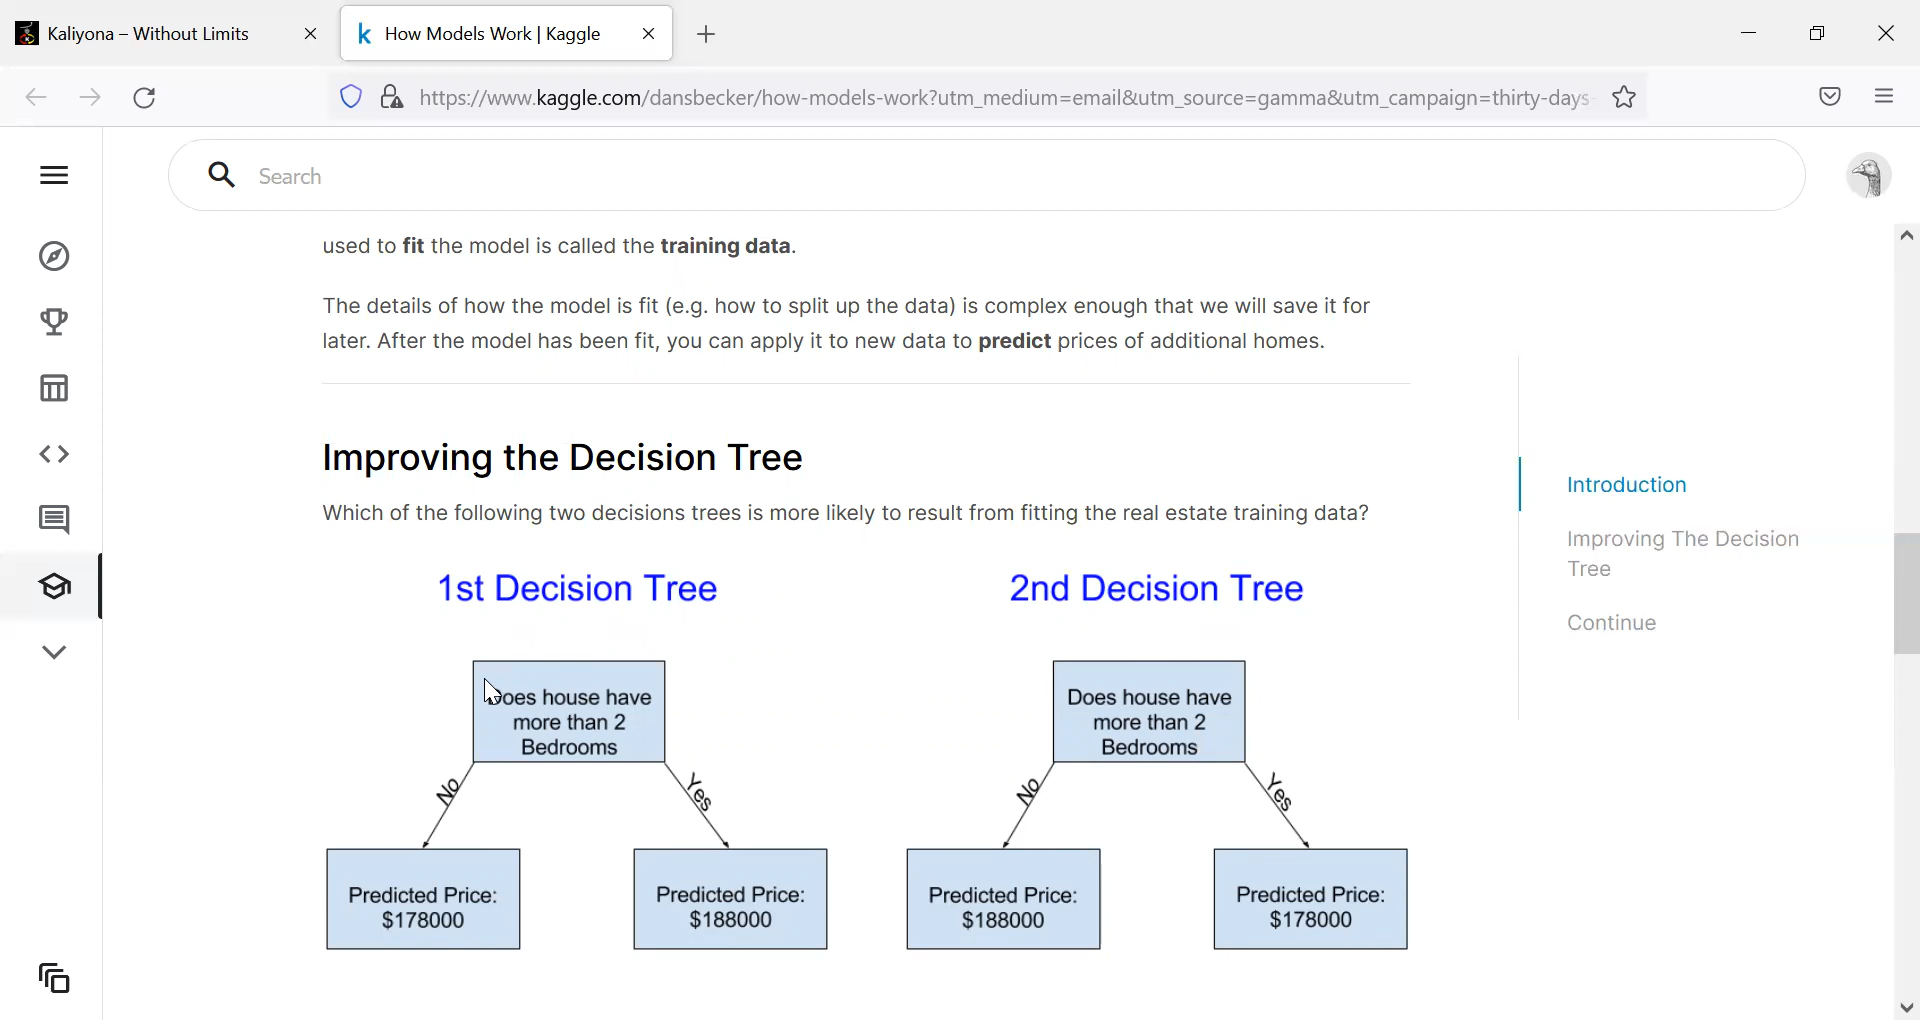 Kaliyona – Without Limits
How Models Work | Kaggle
https://www.kaggle.com/dansbecker/how-models-work?utm_medium=email&utm_source=gamma&utm_campaign=thirty-days-
Search
used to fit the model is called the training data.
The details of how the model is fit (e.g. how to split up the data) is complex enough that we will save it for
later. After the model has been fit, you can apply it to new data to predict prices of additional homes.
Improving the Decision Tree
Which of the following two decisions trees is more likely to result from fitting the real estate training data?
1st Decision Tree
Does house have
more than 2
Bedrooms
No
Yes
Predicted Price:
$178000
Predicted Price:
$188000
2nd Decision Tree
Does house have
more than 2
Bedrooms
No
Yes
Predicted Price:
$188000
Predicted Price:
$178000
Introduction
Improving The Decision
Tree
Continue